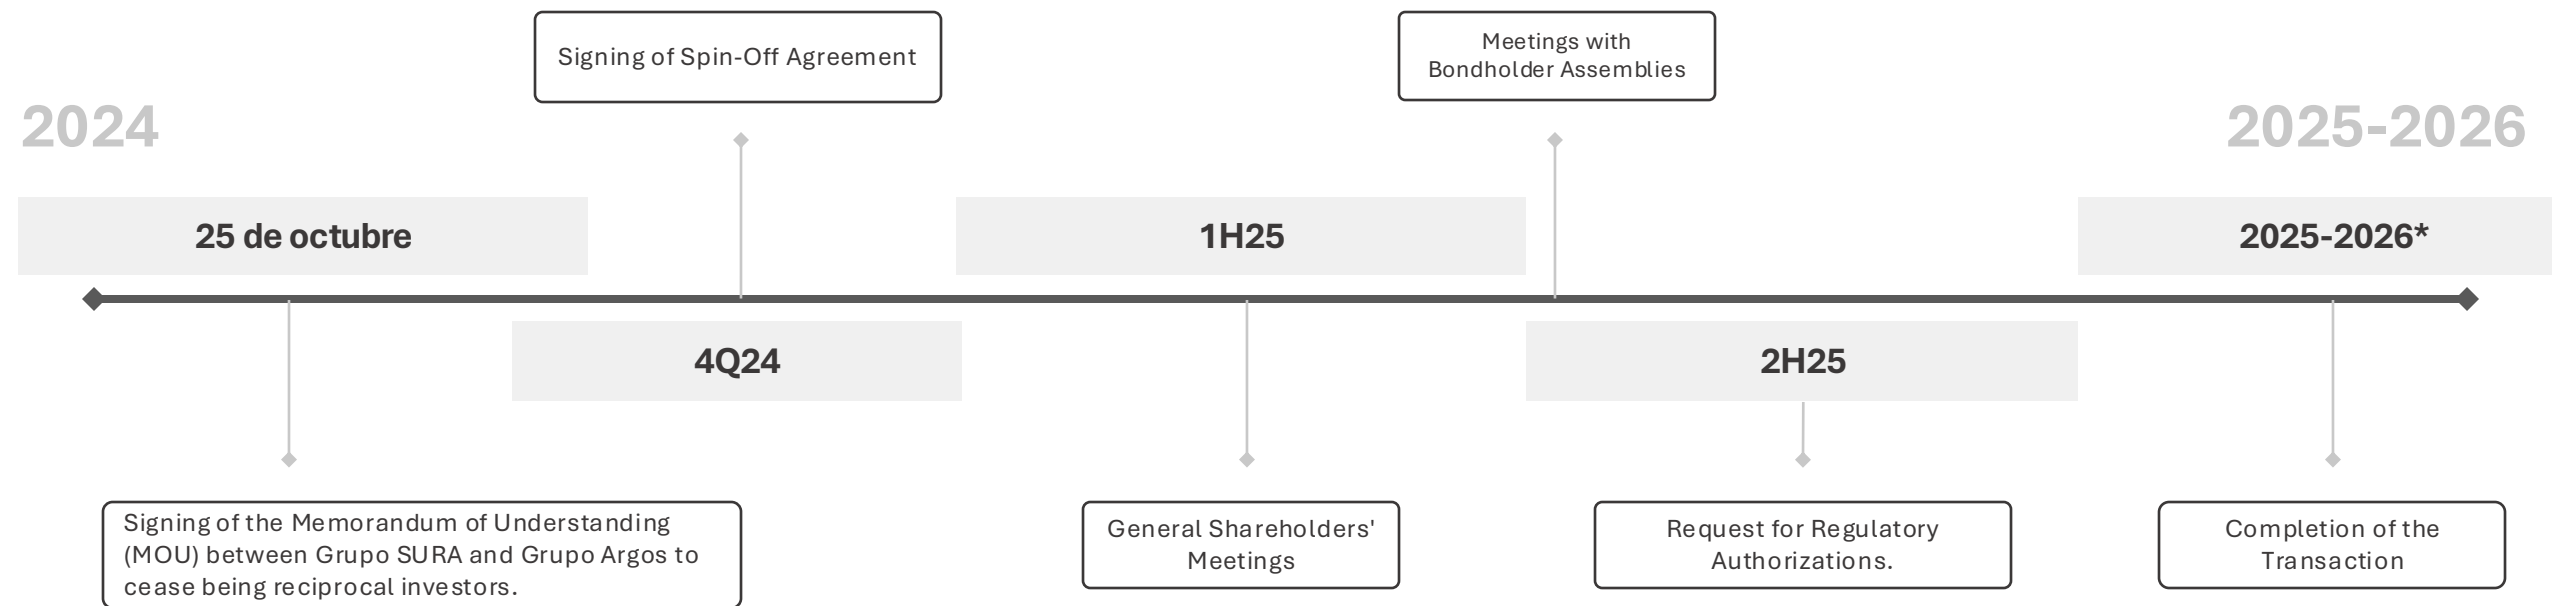 Signing of Spin-Off Agreement
Meetings with
Bondholder Assemblies
2024
2025-2026
25 de octubre
1H25
2025-2026*
4Q24
2H25
Signing of the Memorandum of Understanding
(MOU) between Grupo SURA and Grupo Argos to
cease being reciprocal investors.
General Shareholders'
Meetings
Request for Regulatory
Authorizations.
Completion of the
Transaction